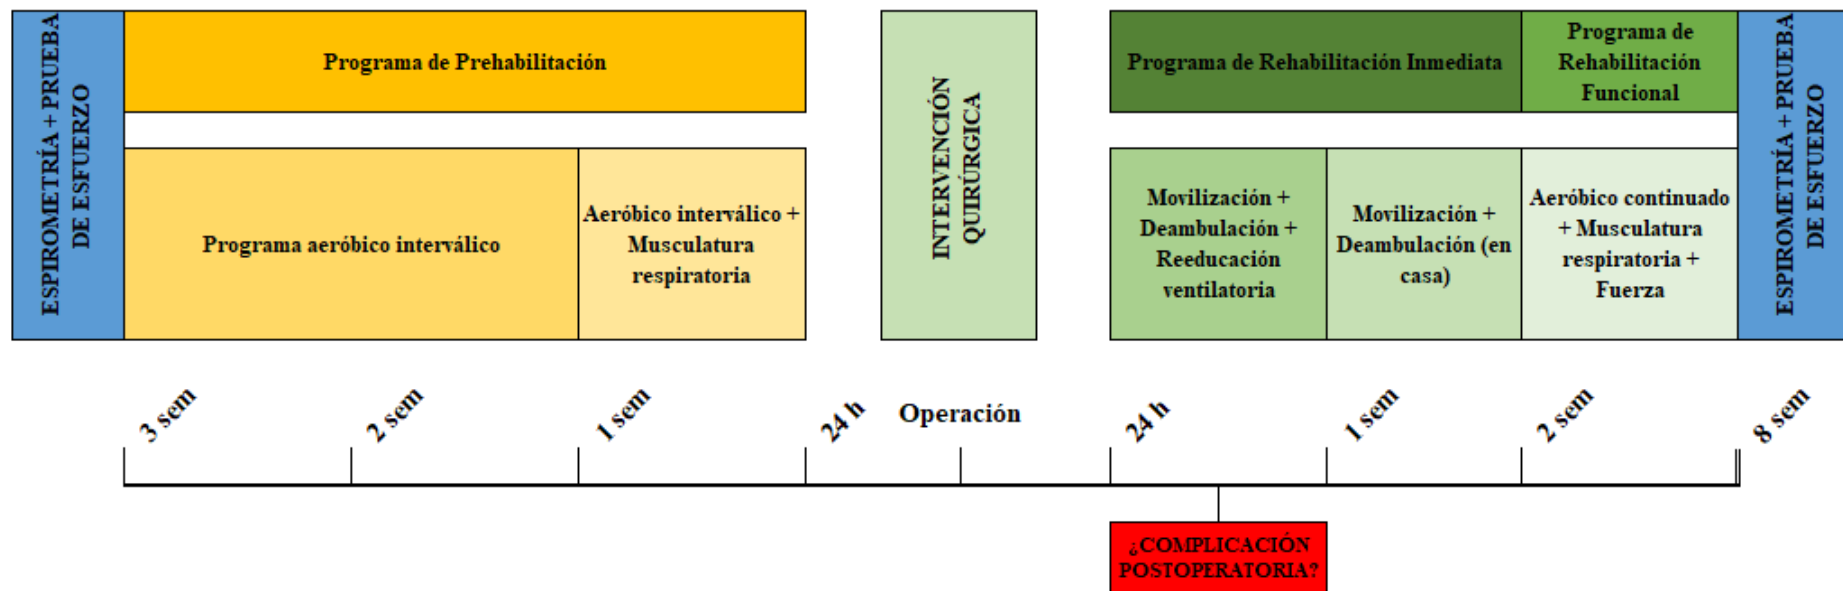 ESPIROMETRÍA + PRUEBA
DE ESFUERZO
Programa de Prehabilitación
Programa aeróbico interválico
Aeróbico interválico +
Musculatura
respiratoria
INTERVENCIÓN
QUIRÚRGICA
Programa de Rehabilitación Inmediata
Programa de
Rehabilitación
Funcional
Movilización +
Deambulación +
Reeducación
ventilatoria
Movilización +
Deambulación (en
casa)
Aeróbico continuado
+ Musculatura
respiratoria +
Fuerza
ESPIROMETRÍA + PRUEBA
DE ESFUERZO
3 sem
2 sem
1 sem
24 h
Operación
24 h
1 sem
2 sem
8 sem
¿COMPLICACIÓN
POSTOPERATORIA?